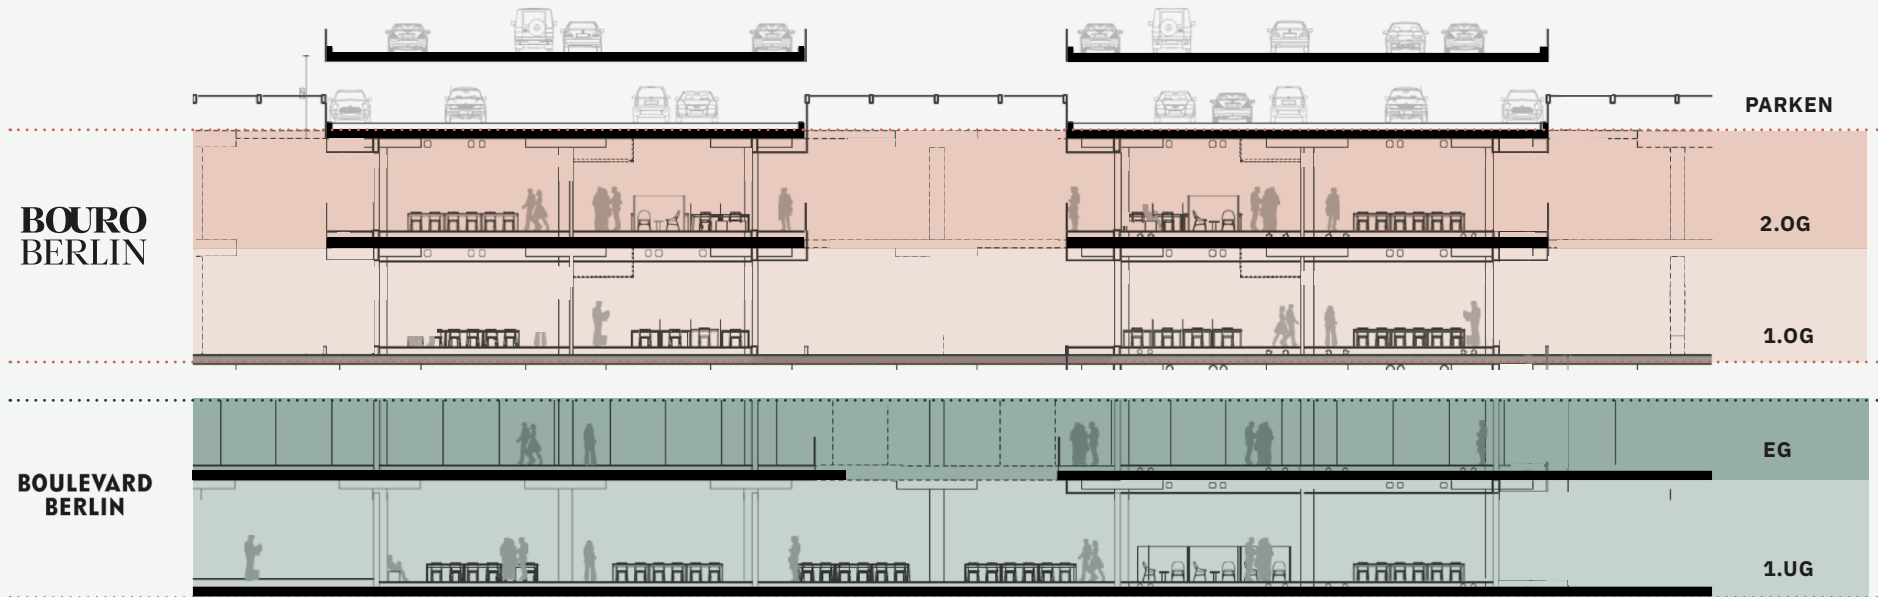 PARKEN
BOURO
BERLIN
2.OG
1.OG
BOULEVARD
BERLIN
EG
1.UG